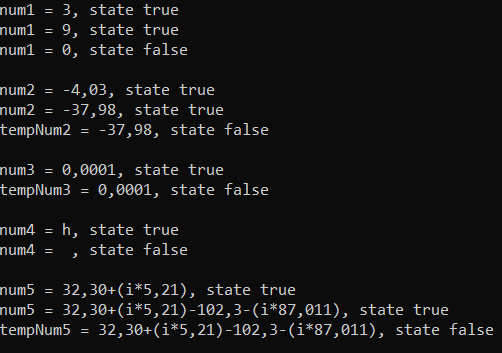 num1 = 3, state true
num1 = 9, state true
num1 = 0, state false
num2 = -4,03, state true
num2 = -37,98, state true
tempNum2 = -37,98, state false
num3 = 0,0001, state true
tempNum3 = 0,0001, state false
num4 = h, state true
num4 =  , state false
num5 = 32,30+(i*5,21), state true
num5 = 32,30+(i*5,21)-102,3-(i*87,011), state true
tempNum5 = 32,30+(i*5,21)-102,3-(i*87,011), state false